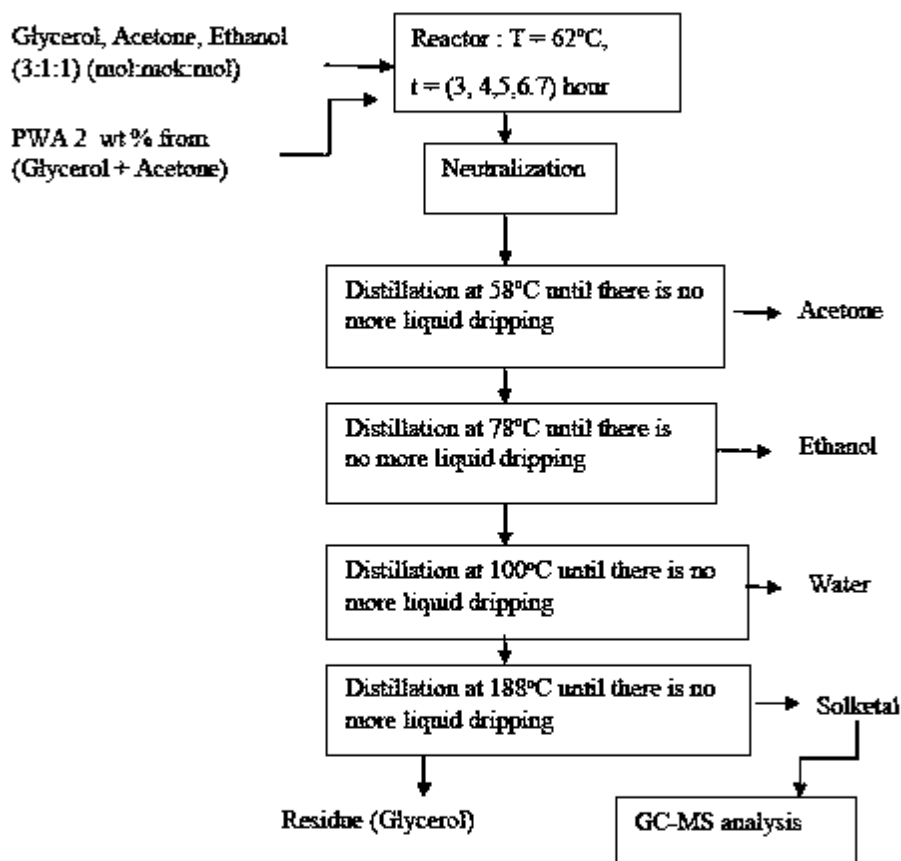 Glycerol, Acetone, Ethanol
(3:1:1) (mol:mok:mol)
PWA 2 wt % from
(Glycerol + Acetone)
Reactor : T = 62°C,
t = (3, 4,5,6.7) hour
Neutralization
Distillation at 58°C until there is no
more liquid dripping
Acetone
Distillation at 78°C until there is
no more liquid dripping
Ethanol
Distillation at 100°C until there is no
more liquid dripping
Water
Distillation at 188°C until there is no
more liquid dripping
Solketal
Residue (Glycerol)
GC-MS analysis